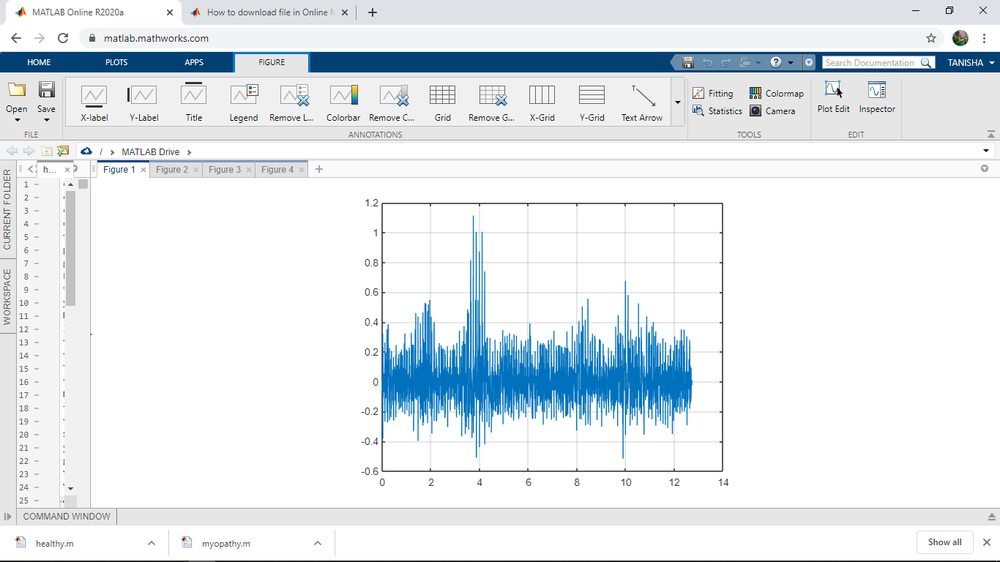 MATLAB Online R2020a
How to download file in Online M
matlab.mathworks.com
HOME PLOTS APPS FIGURE
Search Documentation
TANISHA
Open Save
FILE
X-label Y-Label Title Legend Remove L... Colorbar Remove C... Grid Remove G... X-Grid Y-Grid Text Arrow
ANNOTATIONS
Fitting Colormap
Statistics Camera
TOOLS
Plot Edit Inspector
EDIT
/ > MATLAB Drive >
CURRENT FOLDER
WORKSPACE
h...
Figure 1 Figure 2 Figure 3 Figure 4
1 –
2 –
3 –
4 –
5 –
6 –
7 –
8 –
9 –
10 –
11 –
12 –
13 –
14 –
15 –
16 –
17 –
18 –
19 –
20 –
21 –
22 –
23 –
24 –
25 –
1.2
1
0.8
0.6
0.4
0.2
0
-0.2
-0.4
-0.6
0 2 4 6 8 10 12 14
COMMAND WINDOW
healthy.m
myopathy.m
Show all